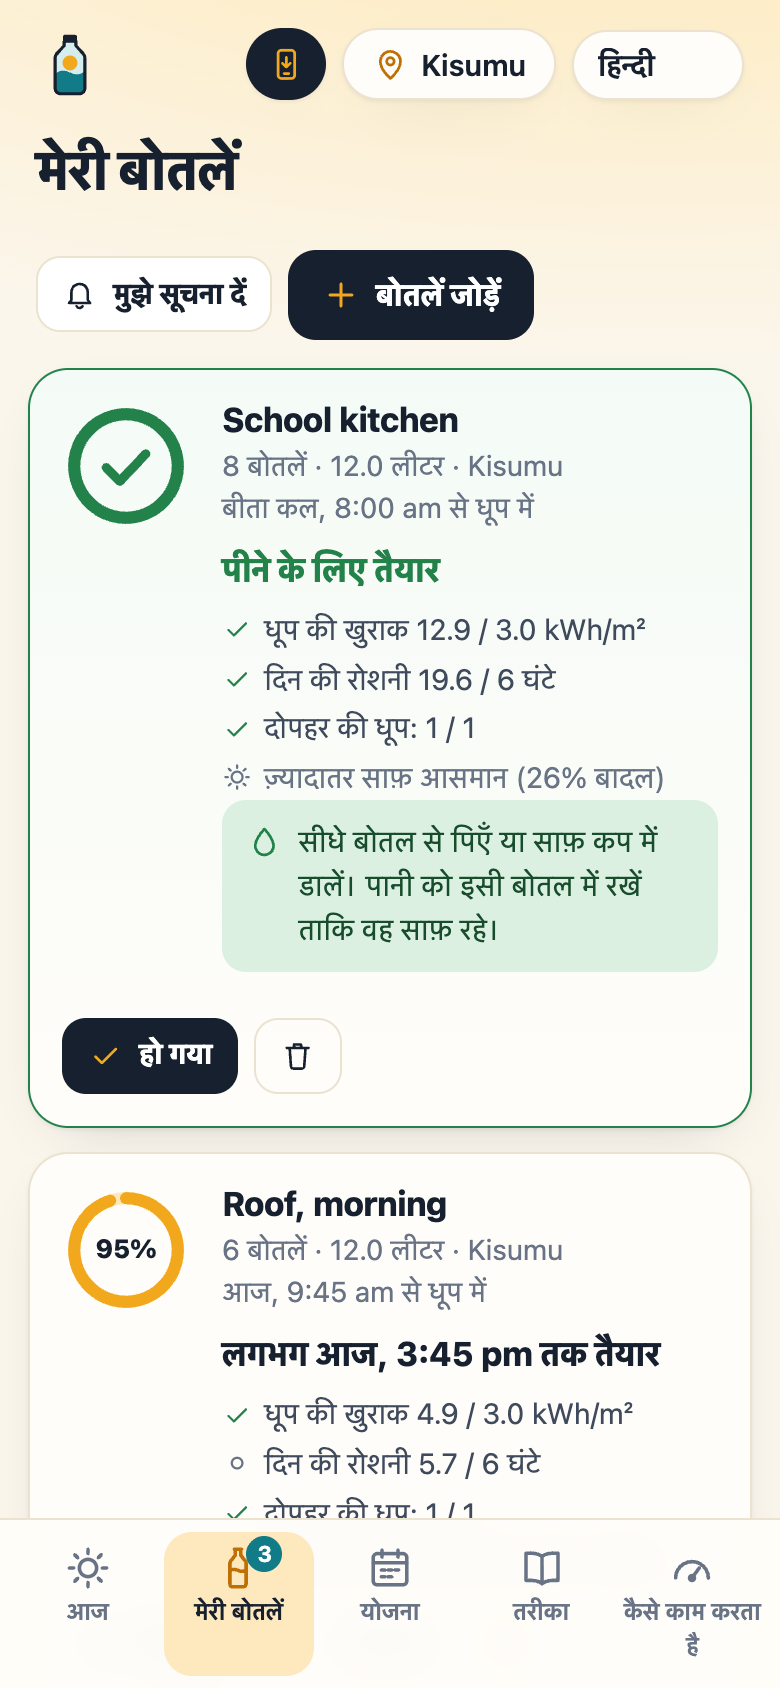 Kisumu
हिन्दी
मेरी बोतलें
मुझे सूचना दें
बोतलें जोड़ें
School kitchen
8 बोतलें · 12.0 लीटर · Kisumu
बीता कल, 8:00 am से धूप में
पीने के लिए तैयार
धूप की खुराक 12.9 / 3.0 kWh/m²
दिन की रोशनी 19.6 / 6 घंटे
दोपहर की धूप: 1 / 1
ज़्यादातर साफ़ आसमान (26% बादल)
सीधे बोतल से पिएँ या साफ़ कप में
डालें। पानी को इसी बोतल में रखें
ताकि वह साफ़ रहे।
हो गया
Roof, morning
95%
6 बोतलें · 12.0 लीटर · Kisumu
आज, 9:45 am से धूप में
लगभग आज, 3:45 pm तक तैयार
धूप की खुराक 4.9 / 3.0 kWh/m²
दिन की रोशनी 5.7 / 6 घंटे
दोपहर की धूप: 1 / 1
3
आज
मेरी बोतलें
योजना
तरीका
कैसे काम करता
है